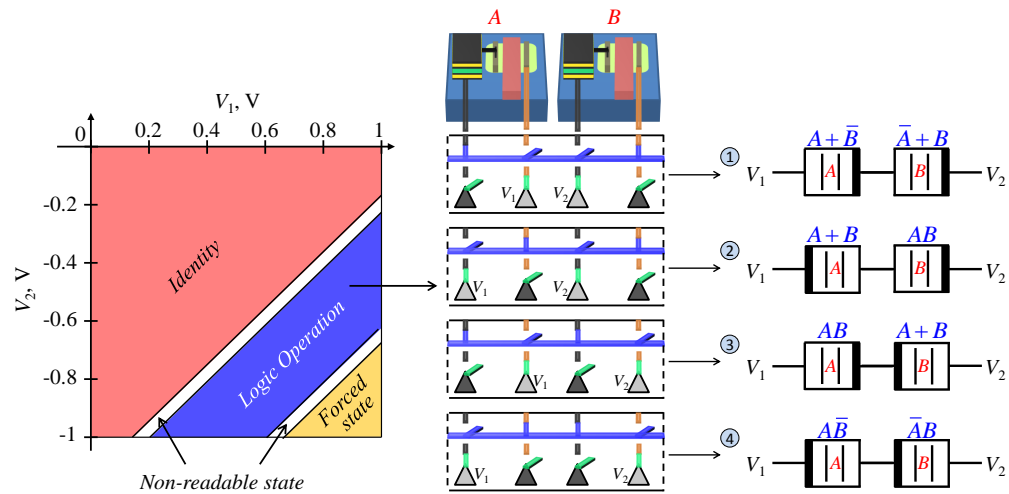 A B
V₁, V
0 0.2 0.4 0.6 0.8 1
-0.2
-0.4
-0.6
-0.8
-1
V₂, V
Identity
Logic Operation
Forced
state
Non-readable state
V₁ V₂
V₁ V₂
V₁ V₂
V₁ V₂
1
A + B̅ A̅ + B
V₁ A B V₂
2
A + B AB
V₁ A B V₂
3
AB A + B
V₁ A B V₂
4
AB̅ A̅B
V₁ A B V₂